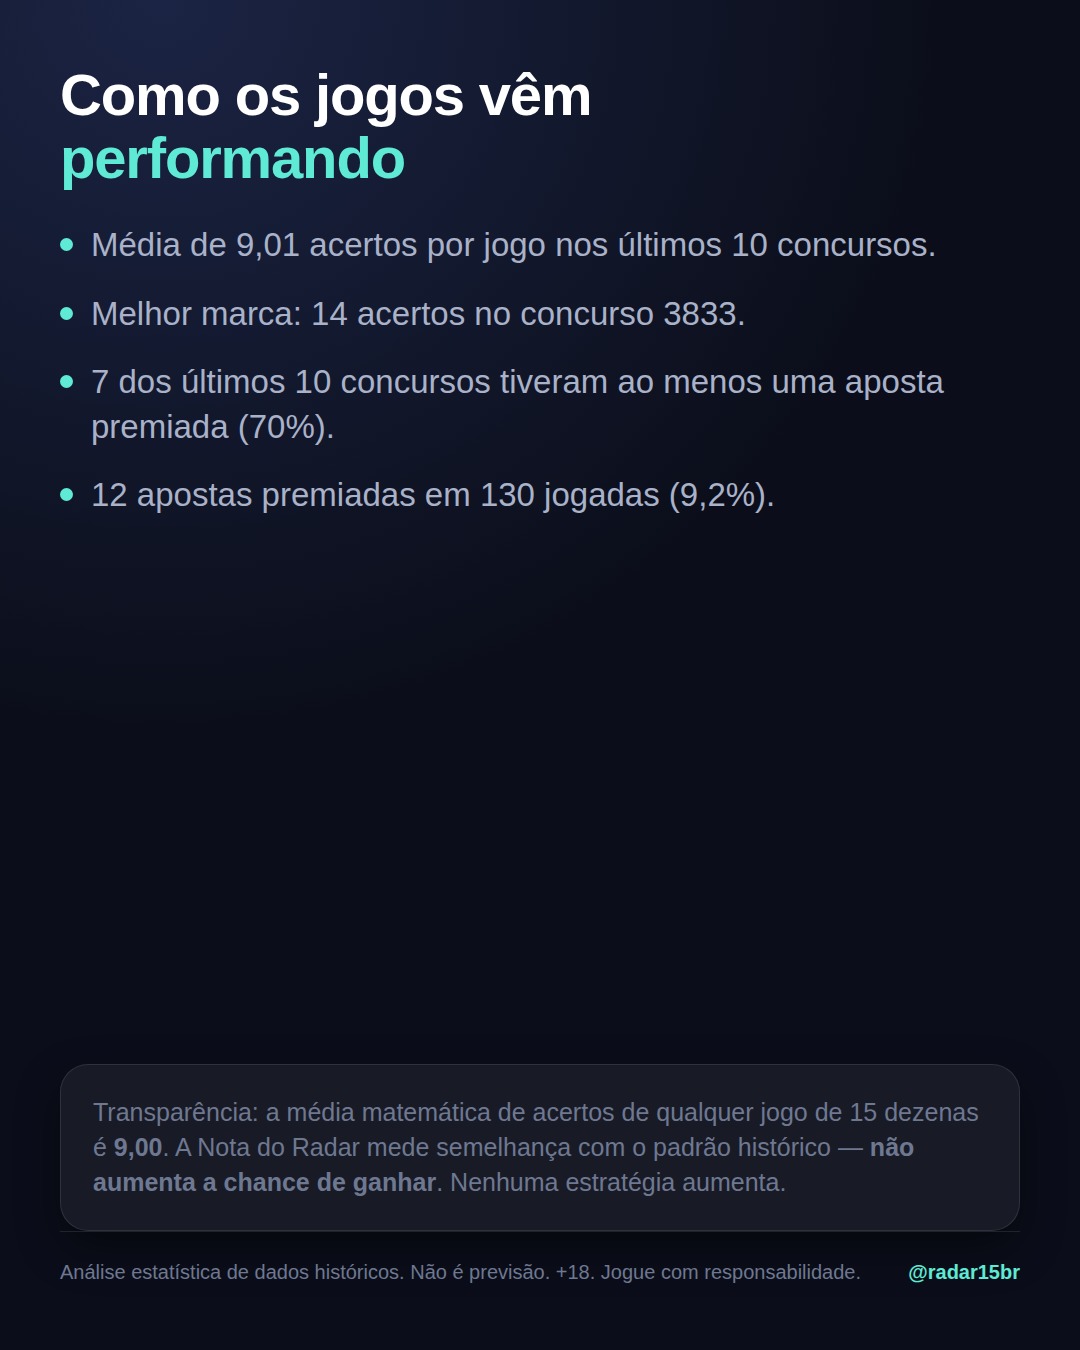 Como os jogos vêm
performando
Média de 9,01 acertos por jogo nos últimos 10 concursos.
Melhor marca: 14 acertos no concurso 3833.
7 dos últimos 10 concursos tiveram ao menos uma aposta
premiada (70%).
12 apostas premiadas em 130 jogadas (9,2%).
Transparência: a média matemática de acertos de qualquer jogo de 15 dezenas
é 9,00. A Nota do Radar mede semelhança com o padrão histórico — não
aumenta a chance de ganhar. Nenhuma estratégia aumenta.
Análise estatística de dados históricos. Não é previsão. +18. Jogue com responsabilidade. @radar15br